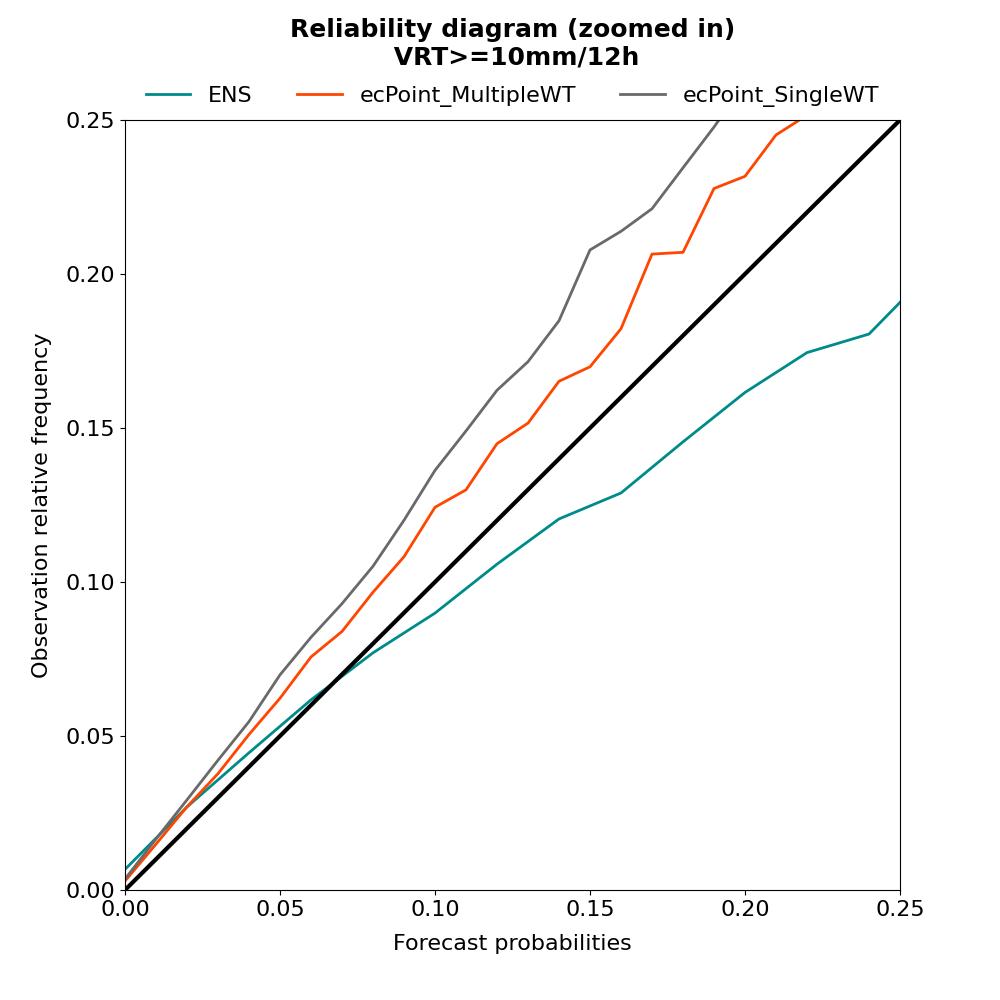 Reliability diagram (zoomed in)
VRT>=10mm/12h
ENS ecPoint_MultipleWT ecPoint_SingleWT
0.25
0.20
0.15
0.10
0.05
0.00
Observation relative frequency
0.00 0.05 0.10 0.15 0.20 0.25
Forecast probabilities